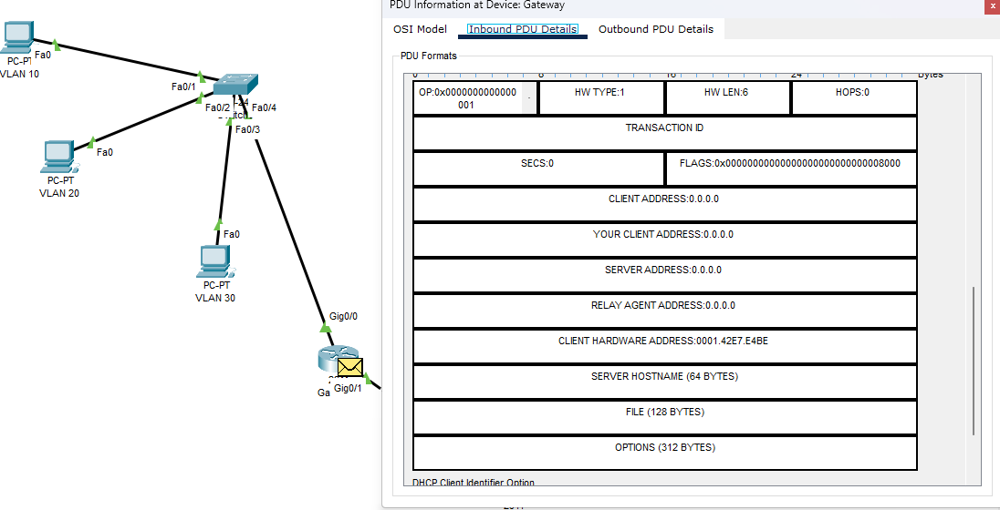 PDU Information at Device: Gateway
x
OSI Model
Inbound PDU Details
Outbound PDU Details
PDU Formats
0 8 16 24 Bytes
OP:0x0000000000000
001
HW TYPE:1
HW LEN:6
HOPS:0
TRANSACTION ID
SECS:0
FLAGS:0x00000000000000000000000000008000
CLIENT ADDRESS:0.0.0.0
YOUR CLIENT ADDRESS:0.0.0.0
SERVER ADDRESS:0.0.0.0
RELAY AGENT ADDRESS:0.0.0.0
CLIENT HARDWARE ADDRESS:0001.42E7.E4BE
SERVER HOSTNAME (64 BYTES)
FILE (128 BYTES)
OPTIONS (312 BYTES)
DHCP Client Identifier Option
Fa0
PC-PT
VLAN 10
Fa0/1
Fa0/2
Fa0/4
Fa0/3
Fa0
PC-PT
VLAN 20
Fa0
PC-PT
VLAN 30
Gig0/0
Ga
Gig0/1